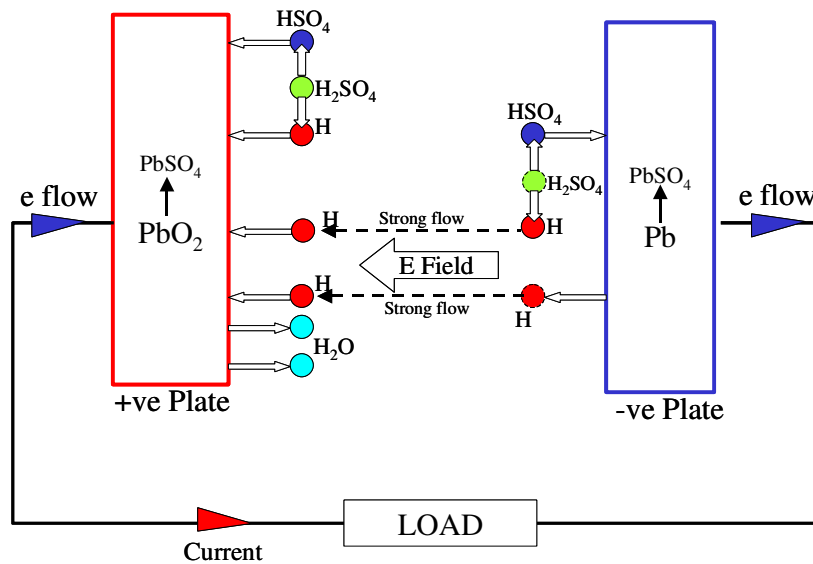 HSO₄
H₂SO₄
H
HSO₄
H₂SO₄
H
PbSO₄
PbO₂
PbSO₄
Pb
e flow
e flow
H
Strong flow
E Field
H
Strong flow
H
H₂O
+ve Plate
-ve Plate
LOAD
Current